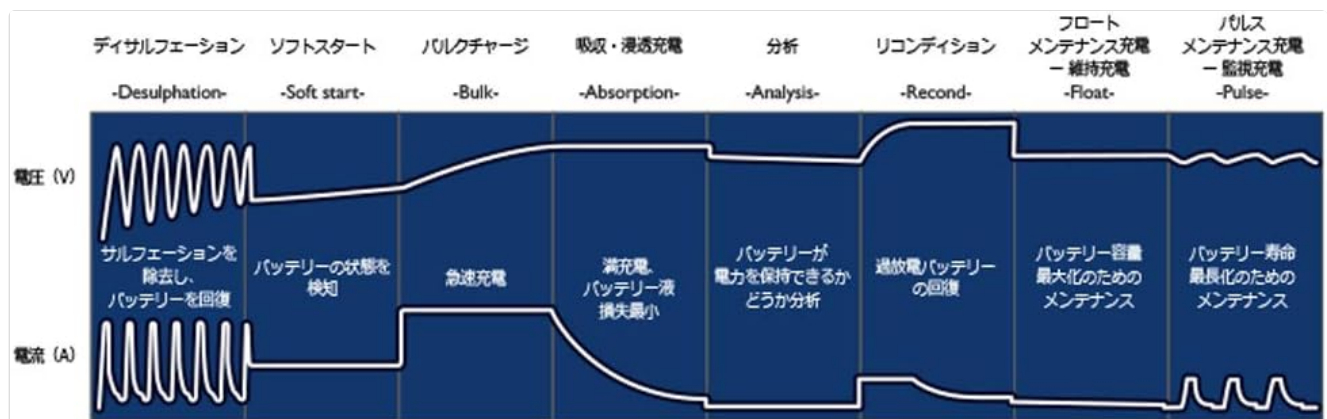 ディサルフェーション
-Desulphation-
ソフトスタート
-Soft start-
バルクチャージ
-Bulk-
吸収・浸透充電
-Absorption-
分析
-Analysis-
リコンディション
-Recond-
フロート
メンテナンス充電
ー 維持充電
-Float-
パルス
メンテナンス充電
ー 監視充電
-Pulse-
電圧 (V)
サルフェーションを
除去し、
バッテリーを回復
バッテリーの状態を
検知
急速充電
満充電、
バッテリー液
損失最小
バッテリーが
電力を保持できるか
どうか分析
過放電バッテリー
の回復
バッテリー容量
最大化のための
メンテナンス
バッテリー寿命
最長化のための
メンテナンス
電流 (A)